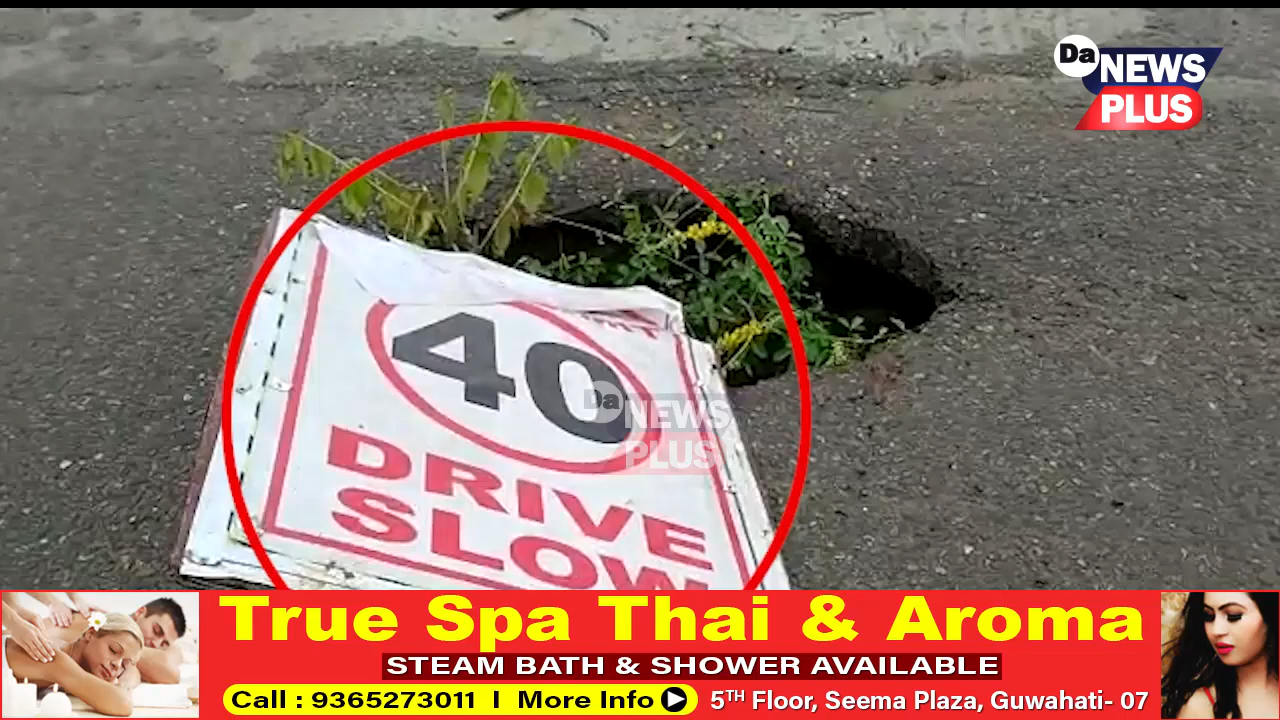 Da NEWS
PLUS
40
DRIVE
SLOW
Da NEWS
PLUS
True Spa Thai & Aroma
STEAM BATH & SHOWER AVAILABLE
Call : 9365273011 I More Info
5TH Floor, Seema Plaza, Guwahati- 07